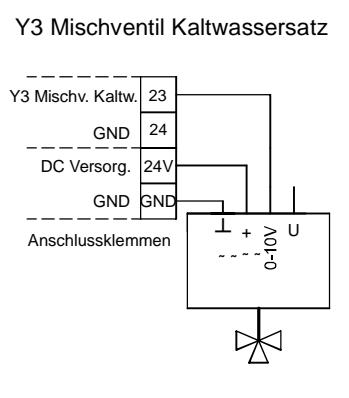 Y3 Mischventil Kaltwassersatz
Y3 Mischv. Kaltw. 23
GND 24
DC Versorg. 24V
GND GND
Anschlussklemmen
⊥ + 0-10V U
~ ~ ~ ~